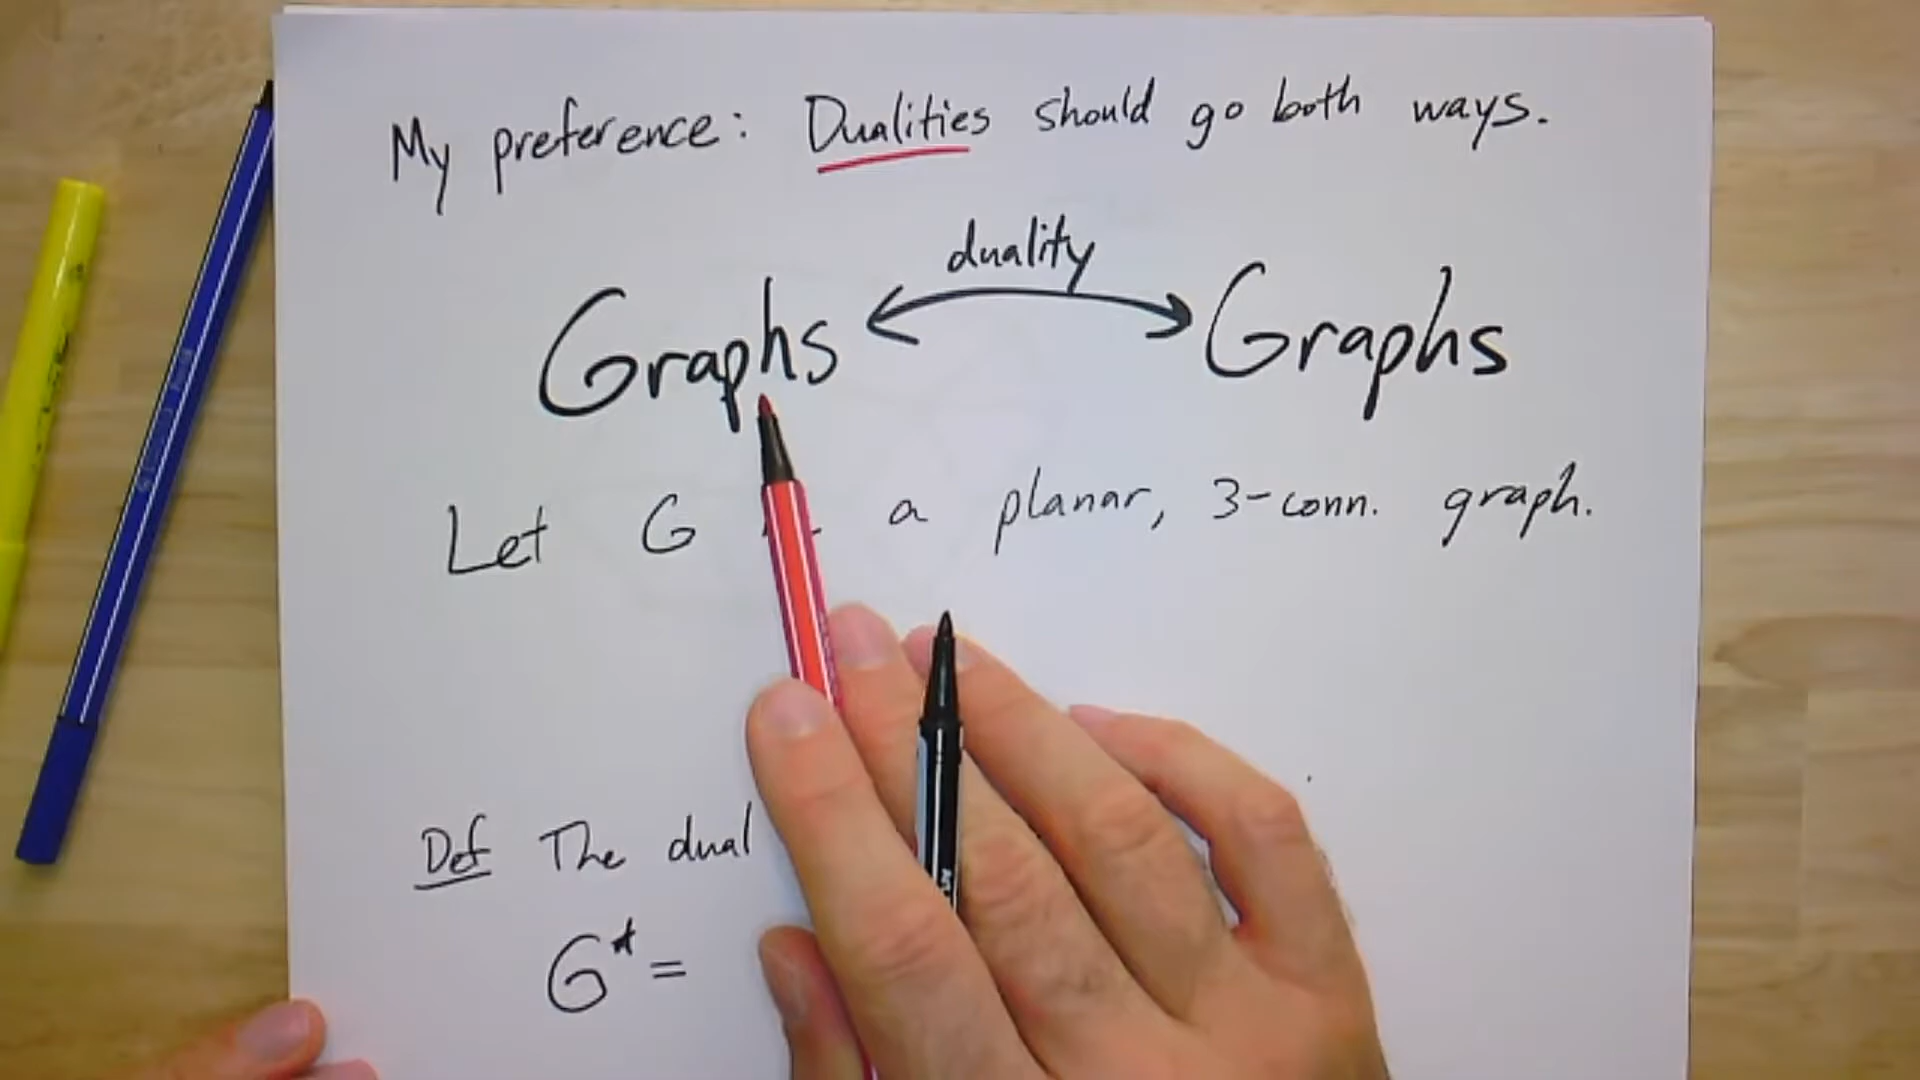 My preference: Dualities should go both ways.
duality
Graphs Graphs
Let G a planar, 3-conn. graph.
Def The dual
G* =